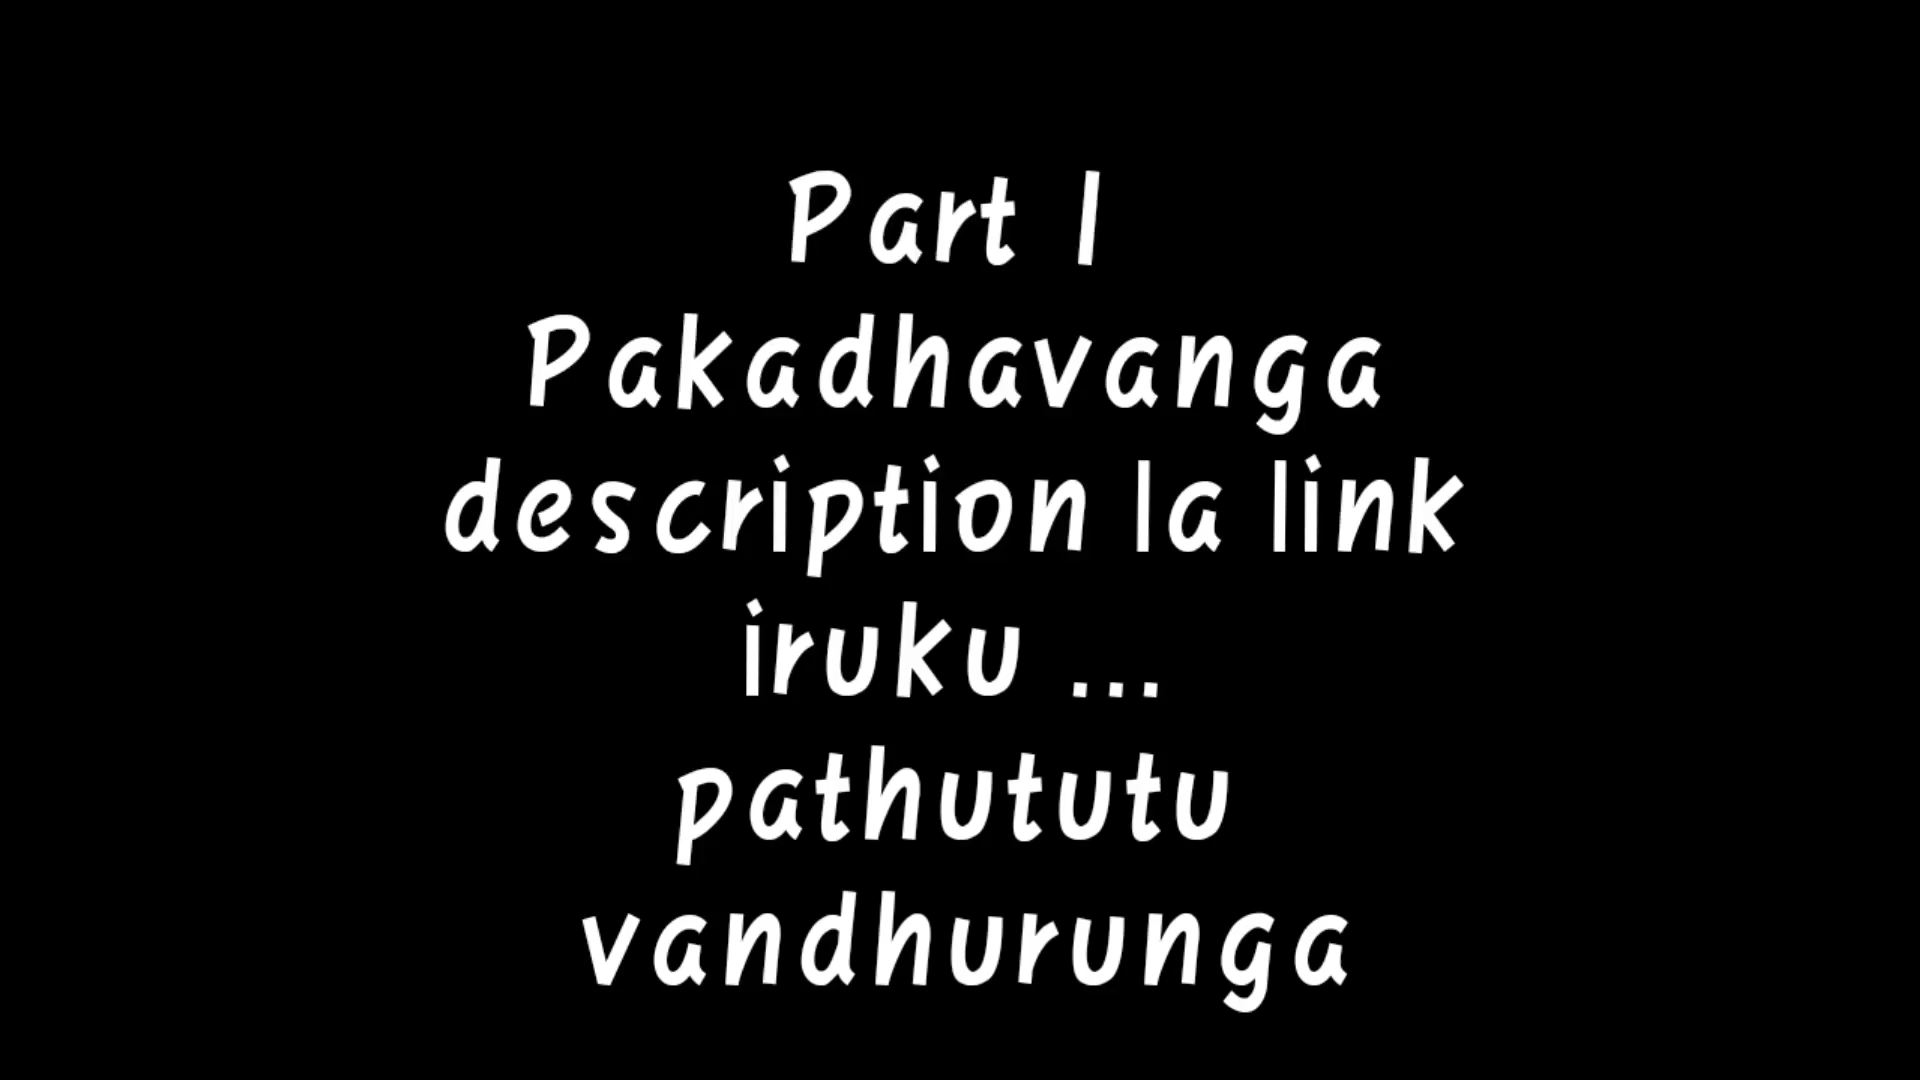 Part 1
Pakadhavanga
description la link
iruku ...
pathututu
vandhurunga